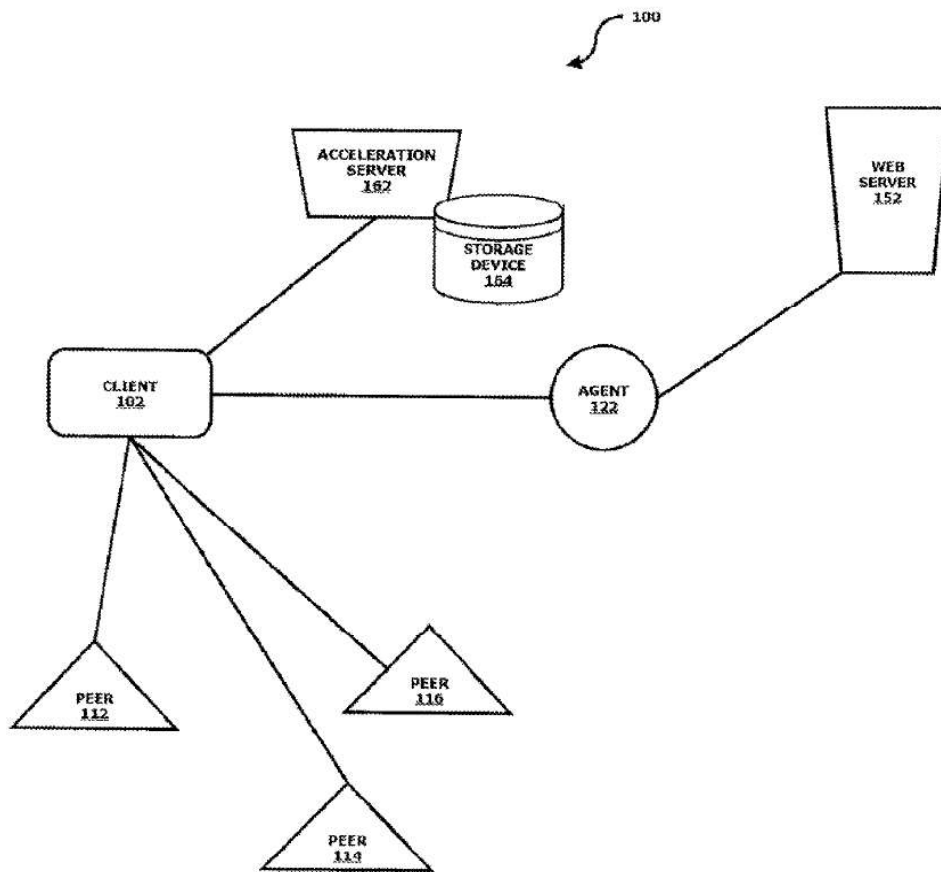 100
ACCELERATION
SERVER
162
WEB
SERVER
152
STORAGE
DEVICE
164
CLIENT
102
AGENT
122
PEER
112
PEER
116
PEER
114